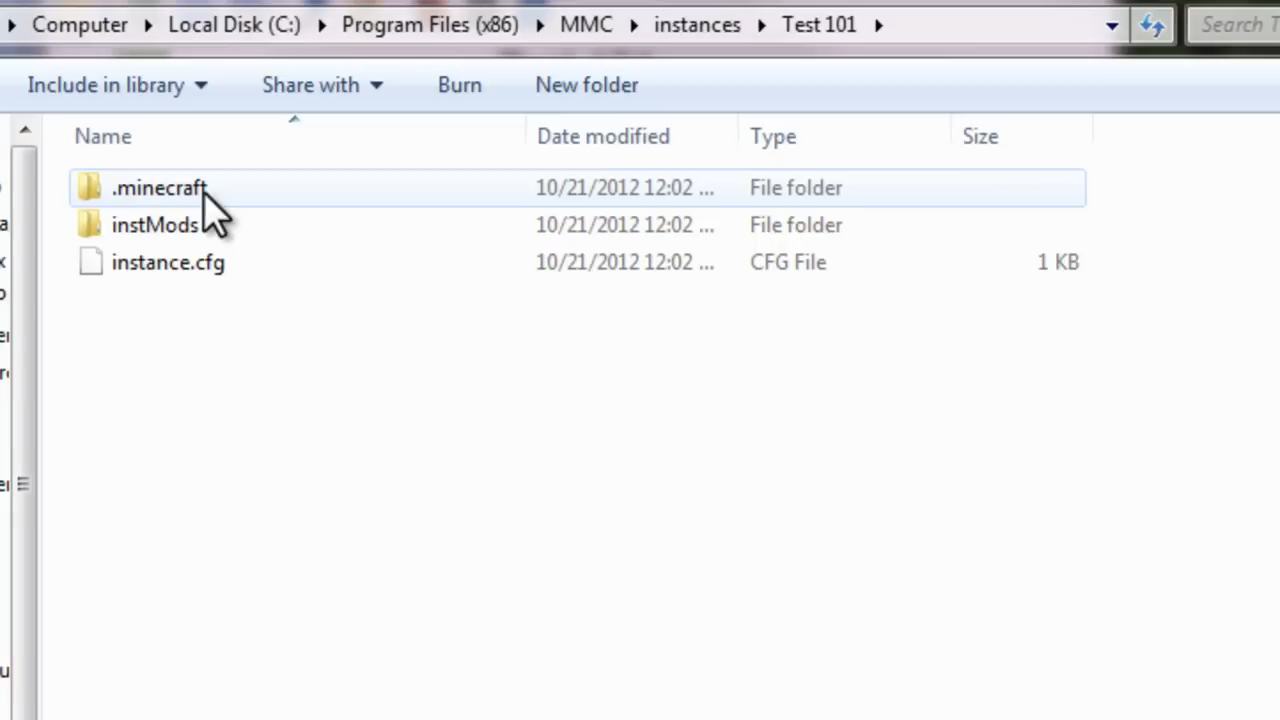 Computer Local Disk (C:) Program Files (x86) MMC instances Test 101 Search
Include in library Share with Burn New folder
Name Date modified Type Size
.minecraft 10/21/2012 12:02 ... File folder
instMods 10/21/2012 12:02 ... File folder
instance.cfg 10/21/2012 12:02 ... CFG File 1 KB